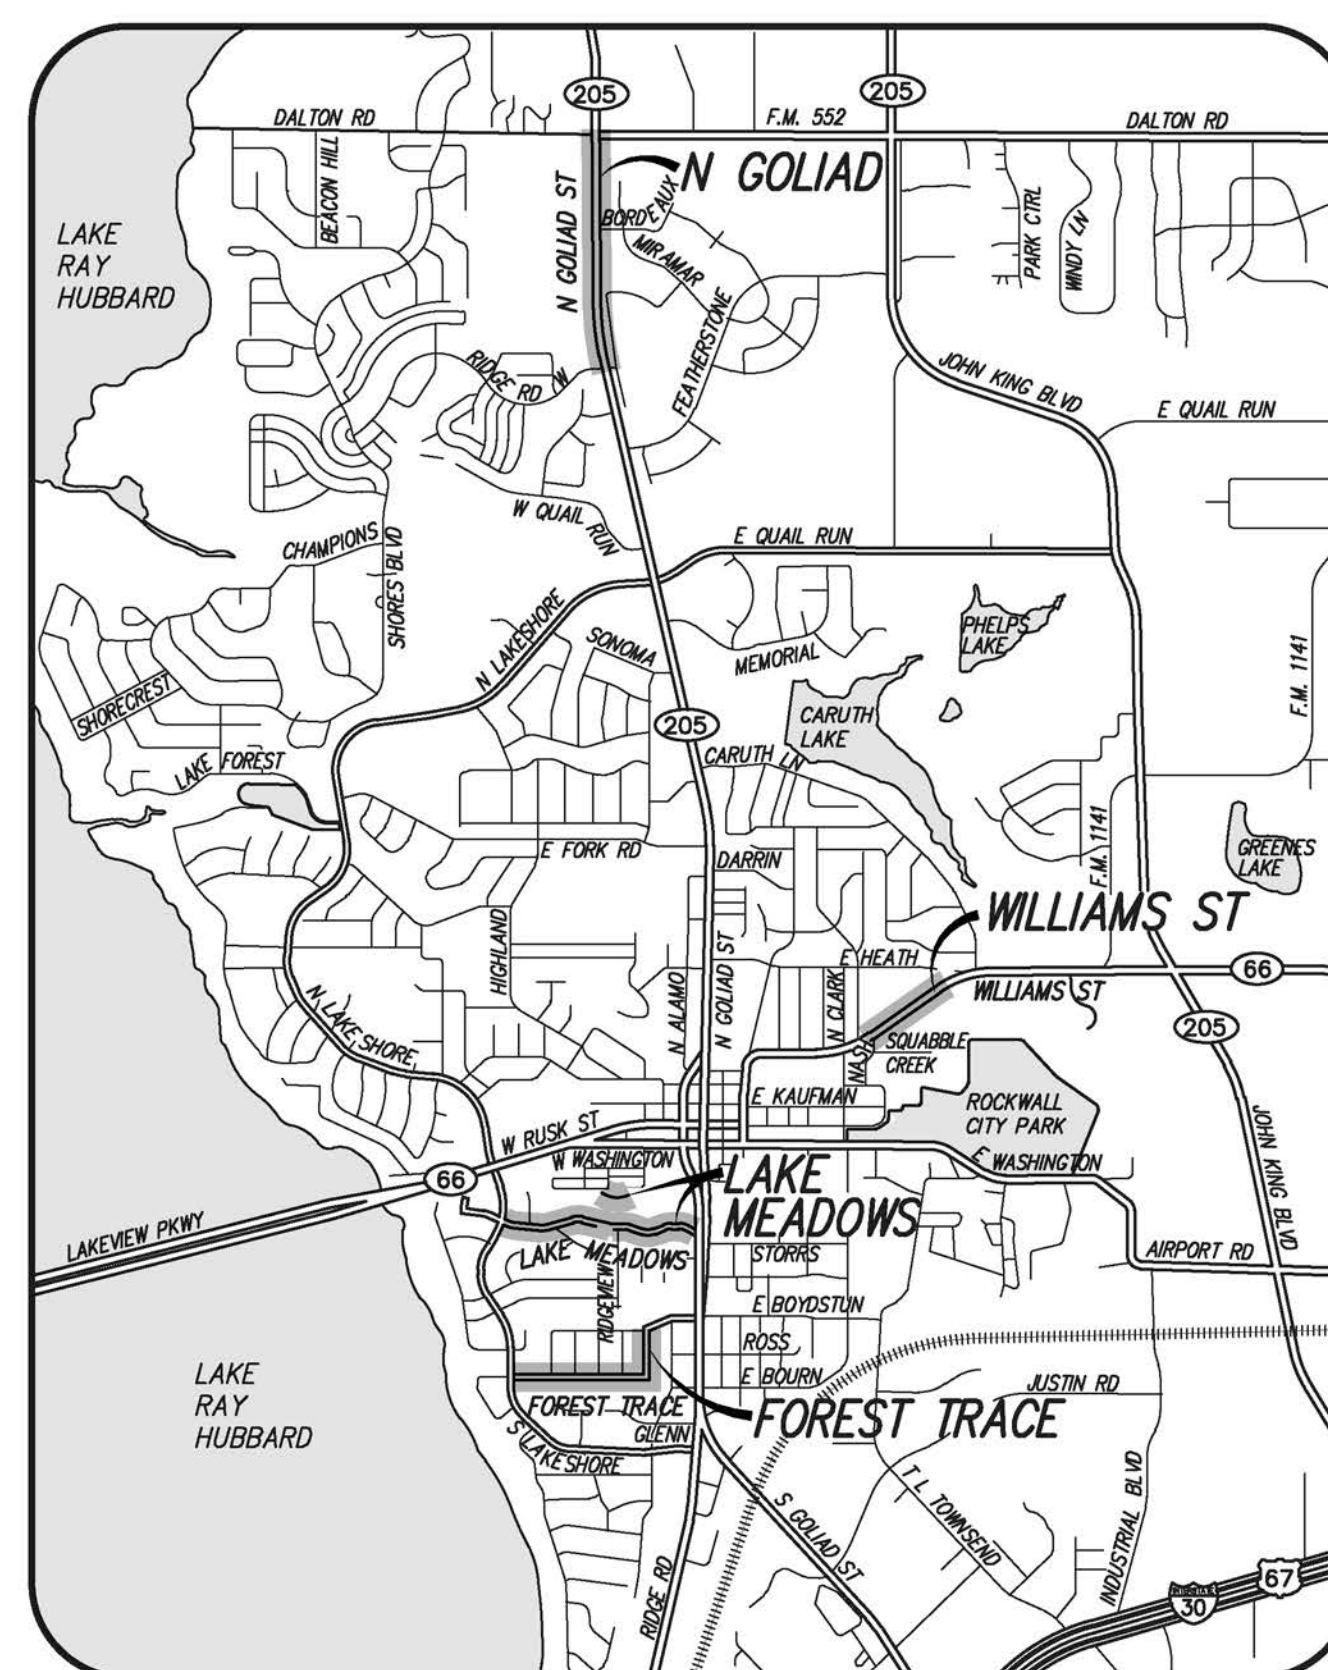 205
205
DALTON RD
F.M. 552
DALTON RD
N GOLIAD
BEACON HILL
N GOLIAD ST
BORDEAUX
MIRAMAR
PARK CTRL
WINDY LN
LAKE
RAY
HUBBARD
FEATHERSTONE
RIDGE RD W
JOHN KING BLVD
E QUAIL RUN
W QUAIL RUN
E QUAIL RUN
CHAMPIONS
SHORES BLVD
N LAKESHORE
SONOMA
MEMORIAL
PHELPS
LAKE
F.M. 1141
SHORECREST
205
CARUTH
LAKE
CARUTH LN
LAKE FOREST
E FORK RD
DARRIN
F.M. 1141
GREENES
LAKE
WILLIAMS ST
HIGHLAND
N ALAMO
N GOLIAD ST
E HEATH
N CLARK
66
WILLIAMS ST
N LAKESHORE
205
NASH
SQUABBLE
CREEK
E KAUFMAN
ROCKWALL
CITY PARK
W RUSK ST
W WASHINGTON
E WASHINGTON
JOHN KING BLVD
66
LAKE
MEADOWS
LAKEVIEW PKWY
LAKE MEADOWS
STORRS
AIRPORT RD
RIDGEVIEW
E BOYDSTUN
ROSS
E BOURN
JUSTIN RD
LAKE
RAY
HUBBARD
FOREST TRACE
FOREST TRACE
GLENN
S LAKESHORE
S GOLIAD ST
T L TOWNSEND
INDUSTRIAL BLVD
RIDGE RD
INTERSTATE
30
67